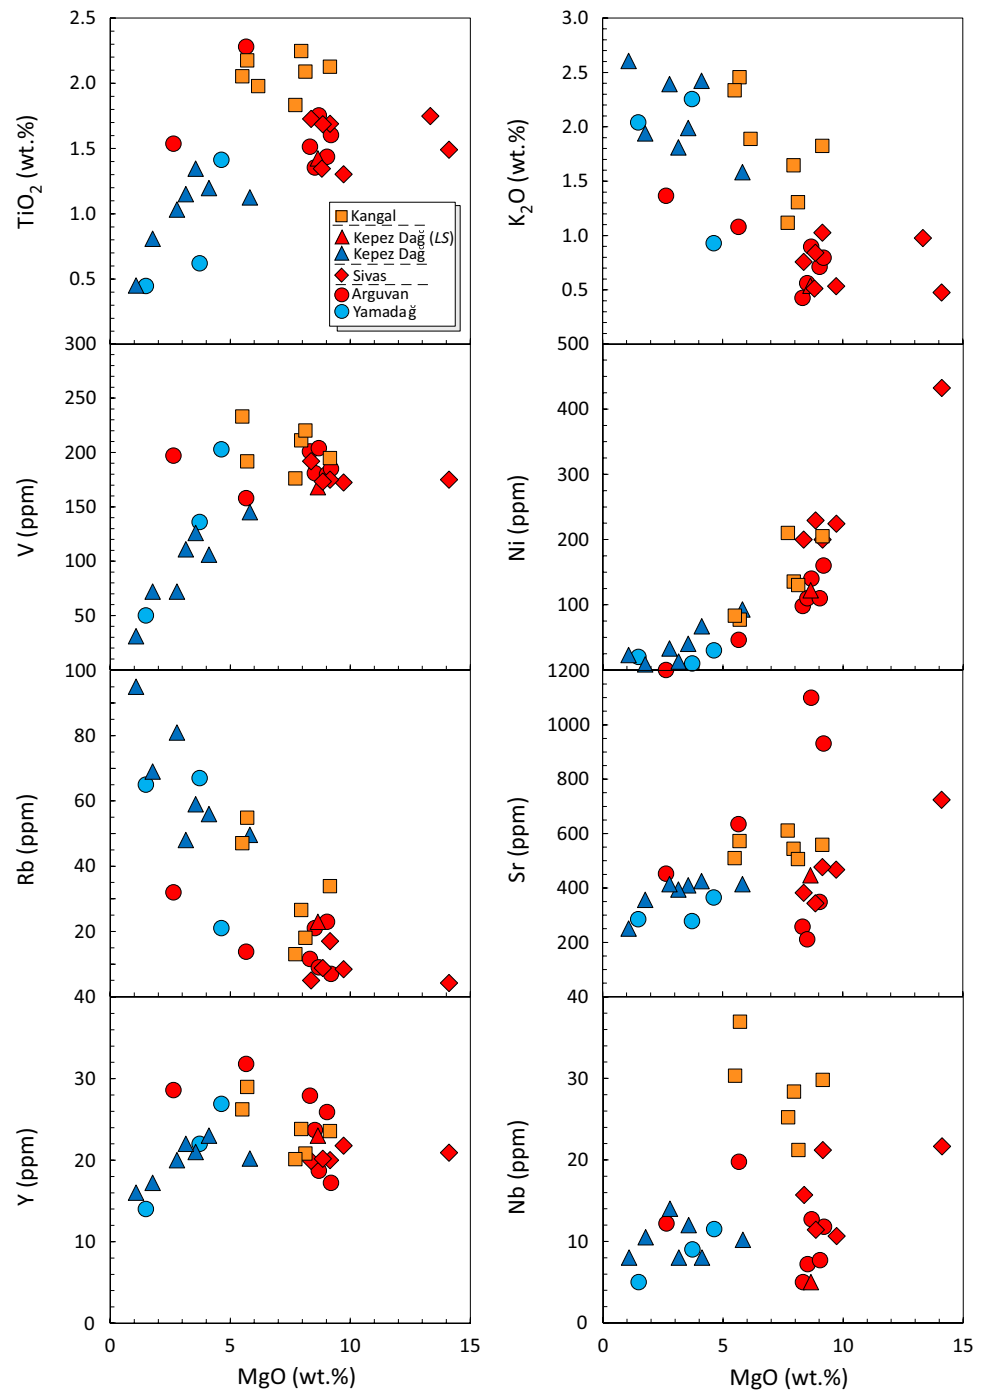 2.5
2.0
1.5
1.0
0.5
TiO2 (wt.%)
Kangal
Kepez Dağ (LS)
Kepez Dağ
Sivas
Arguvan
Yamadağ
3.0
2.5
2.0
1.5
1.0
0.5
K2O (wt.%)
300
250
200
150
100
50
V (ppm)
500
400
300
200
100
Ni (ppm)
100
80
60
40
20
Rb (ppm)
1200
1000
800
600
400
200
Sr (ppm)
40
30
20
10
0
Y (ppm)
0 5 10 15
MgO (wt.%)
40
30
20
10
0
Nb (ppm)
0 5 10 15
MgO (wt.%)